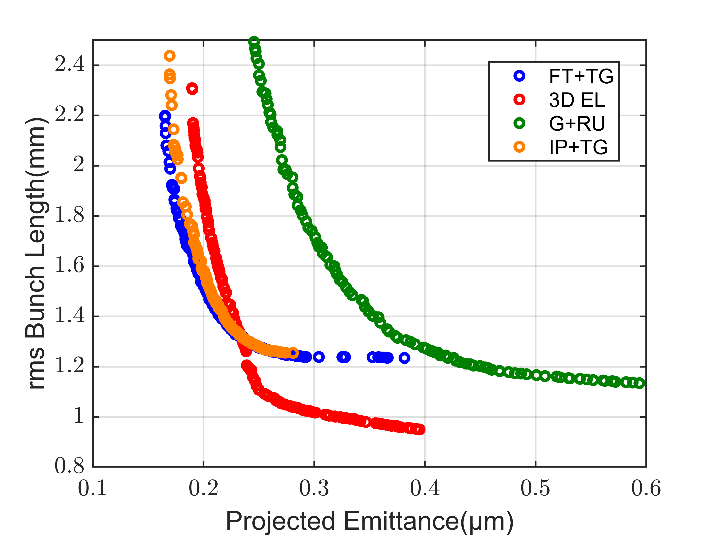 2.4
2.2
2
1.8
1.6
1.4
1.2
1
0.8
rms Bunch Length(mm)
FT+TG
3D EL
G+RU
IP+TG
0.1 0.2 0.3 0.4 0.5 0.6
Projected Emittance(μm)